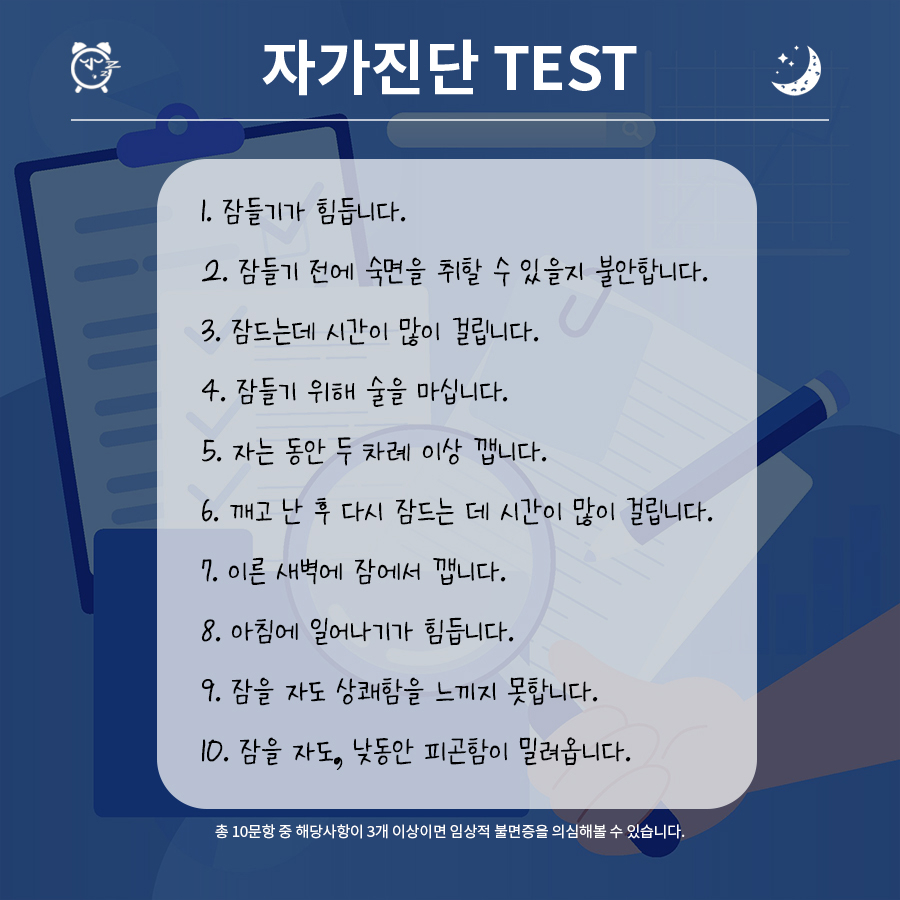 자가진단 TEST
1. 잠들기가 힘듭니다.
2. 잠들기 전에 숙면을 취할 수 있을지 불안합니다.
3. 잠드는데 시간이 많이 걸립니다.
4. 잠들기 위해 술을 마십니다.
5. 자는 동안 두 차례 이상 깹니다.
6. 깨고 난 후 다시 잠드는 데 시간이 많이 걸립니다.
7. 이른 새벽에 잠에서 깹니다.
8. 아침에 일어나기가 힘듭니다.
9. 잠을 자도 상쾌함을 느끼지 못합니다.
10. 잠을 자도, 낮동안 피곤함이 밀려옵니다.
총 10문항 중 해당사항이 3개 이상이면 임상적 불면증을 의심해볼 수 있습니다.